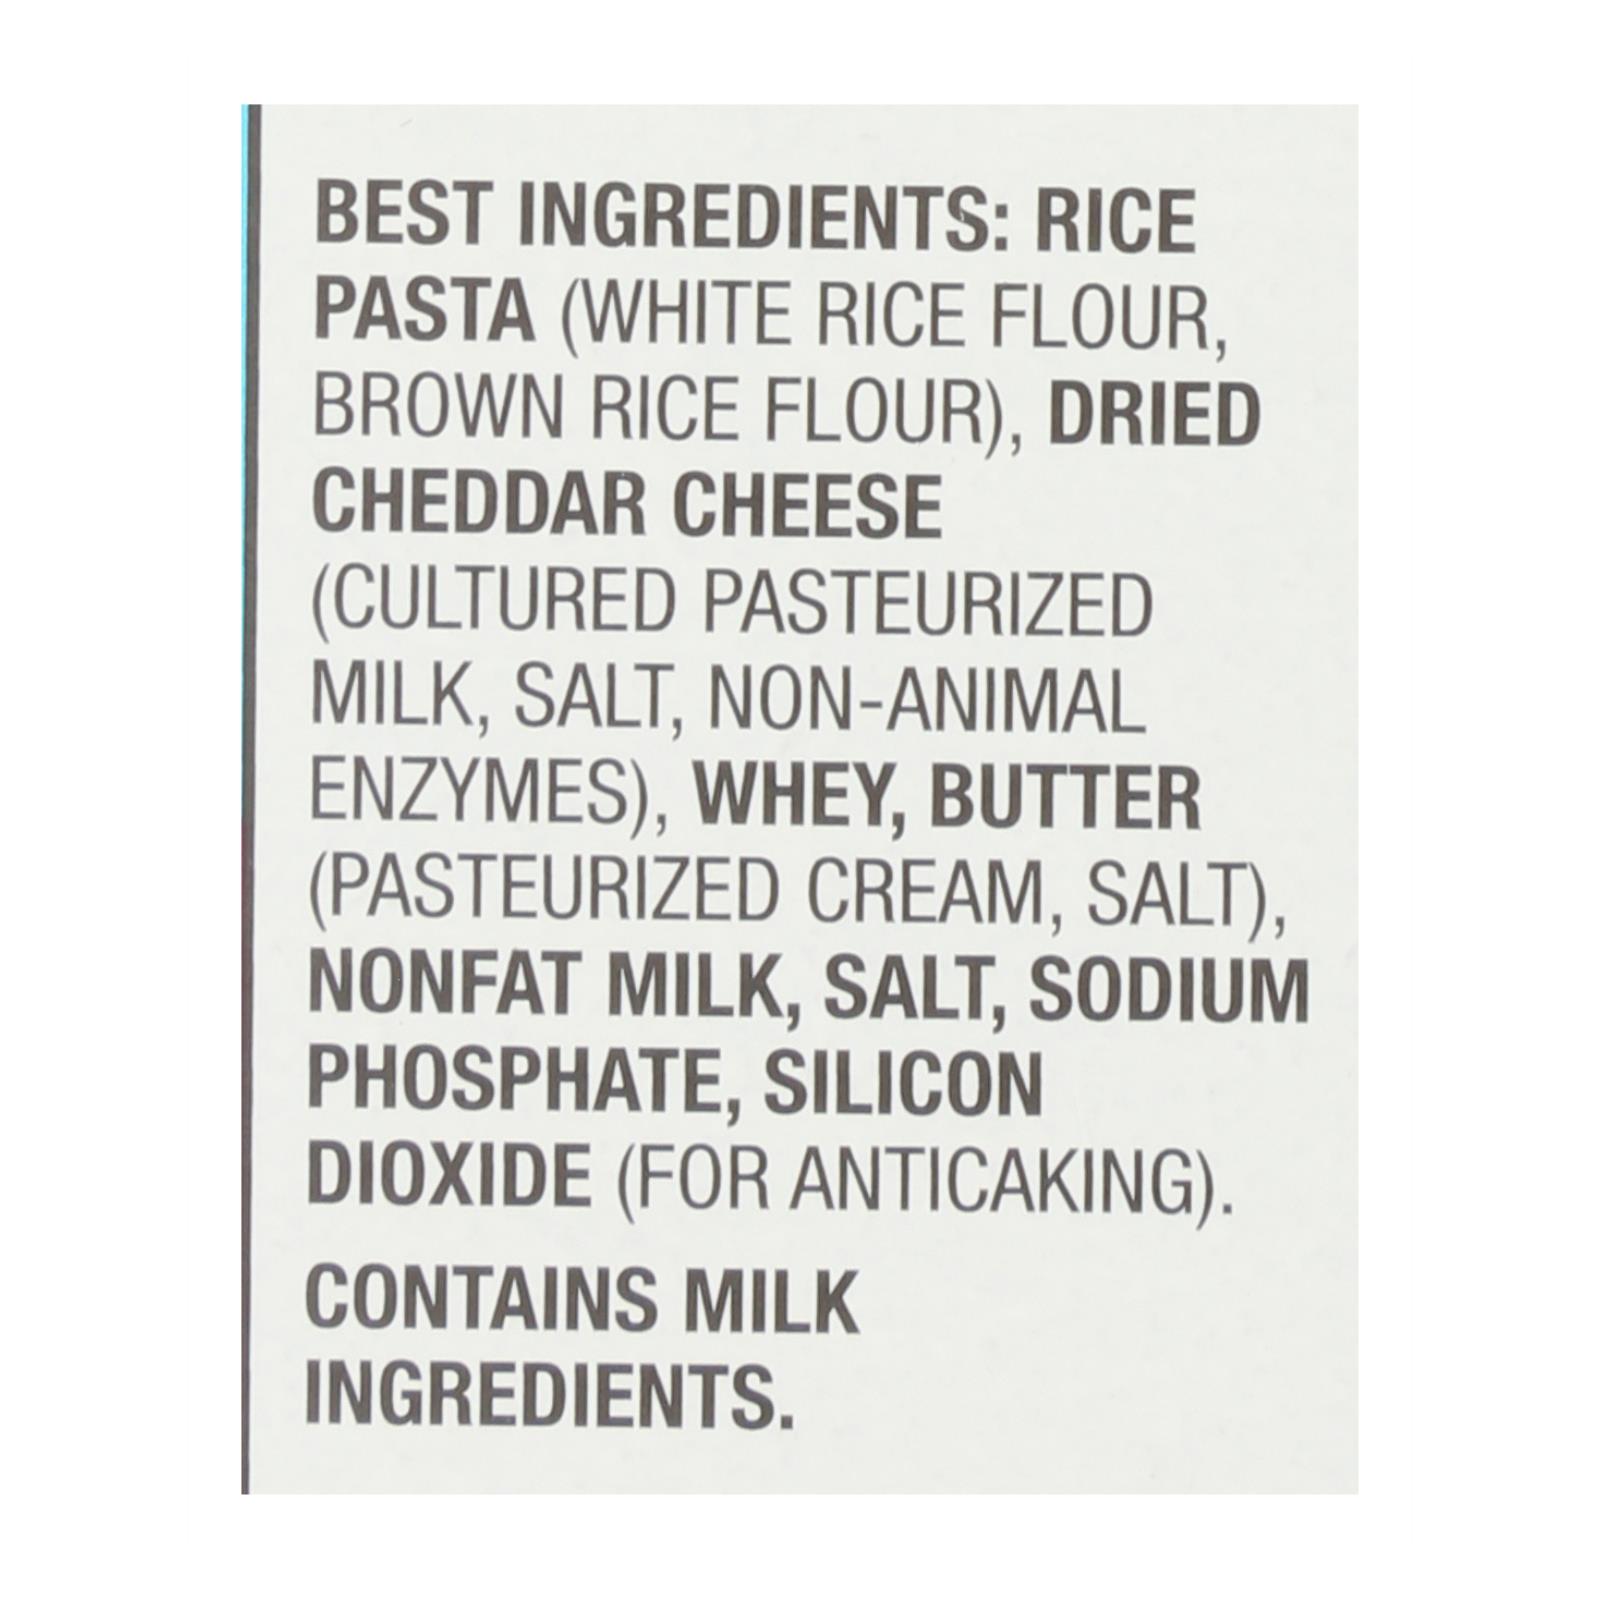 BEST INGREDIENTS: RICE
PASTA (WHITE RICE FLOUR,
BROWN RICE FLOUR), DRIED
CHEDDAR CHEESE
(CULTURED PASTEURIZED
MILK, SALT, NON-ANIMAL
ENZYMES), WHEY, BUTTER
(PASTEURIZED CREAM, SALT),
NONFAT MILK, SALT, SODIUM
PHOSPHATE, SILICON
DIOXIDE (FOR ANTICAKING).
CONTAINS MILK
INGREDIENTS.